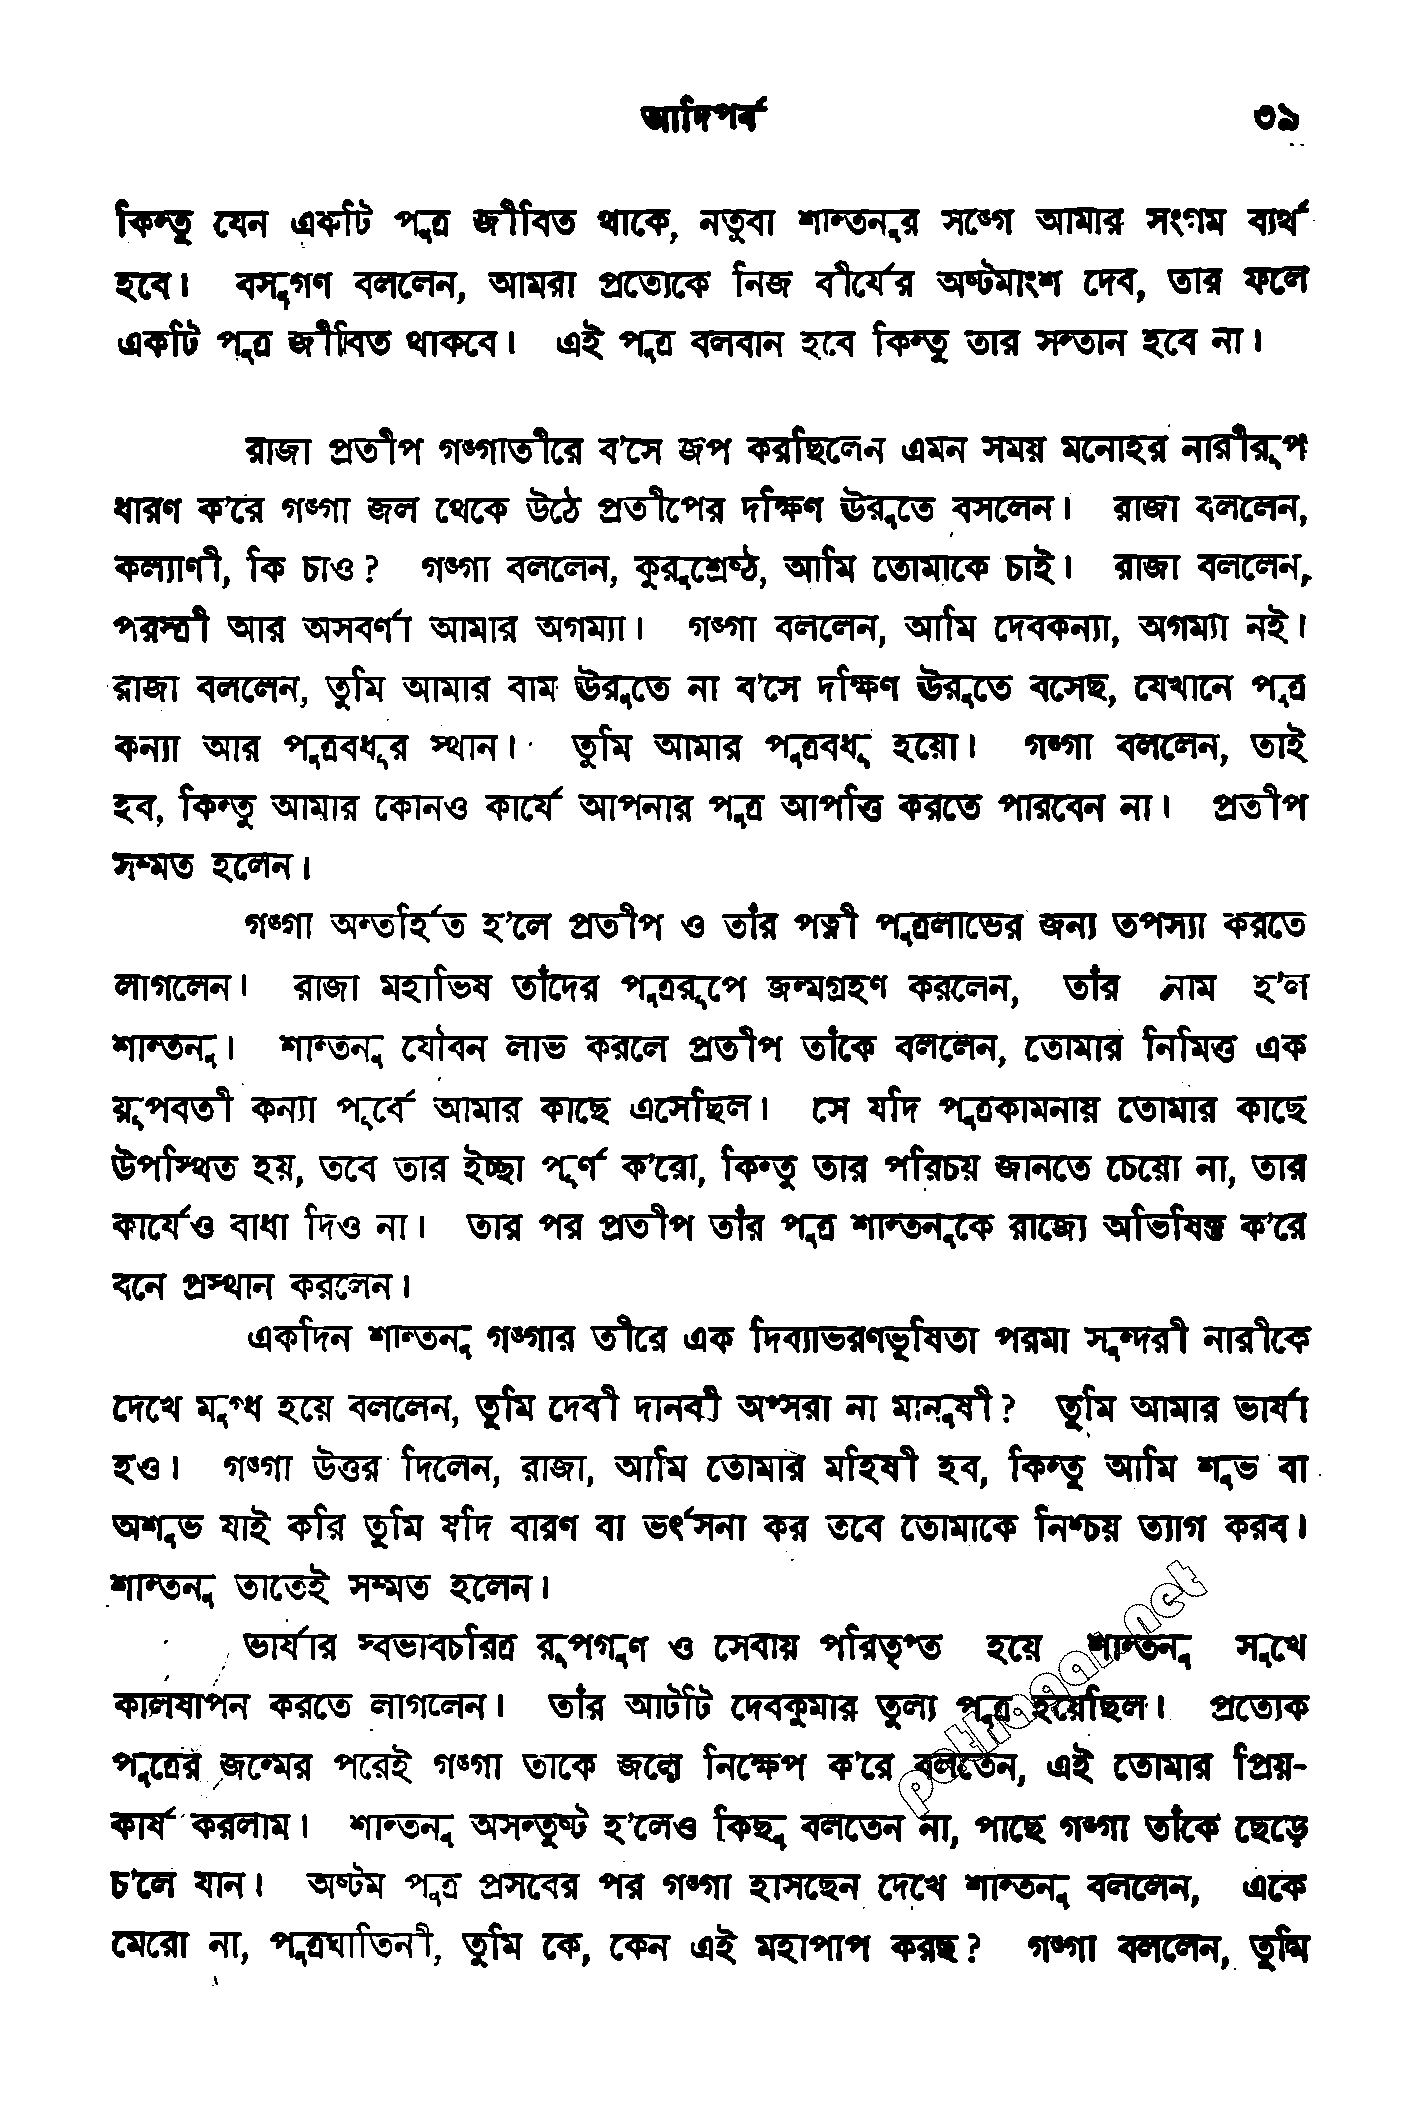 আদিপর্ব ৩৯
কিন্তু যেন একটি পুত্র জীবিত থাকে, নতুবা শান্তনুর সঙ্গে আমার সংগম ব্যর্থ
হবে। বসুগণ বললেন, আমরা প্রত্যেকে নিজ বীর্যের অষ্টমাংশ দেব, তার ফলে
একটি পুত্র জীবিত থাকবে। এই পুত্র বলবান হবে কিন্তু তার সন্তান হবে না।
রাজা প্রতীপ গঙ্গাতীরে ব'সে জপ করছিলেন এমন সময় মনোহর নারীরূপ
ধারণ ক'রে গঙ্গা জল থেকে উঠে প্রতীপের দক্ষিণ ঊরুতে বসলেন। রাজা বললেন,
কল্যাণী, কি চাও? গঙ্গা বললেন, কুরুশ্রেষ্ঠ, আমি তোমাকে চাই। রাজা বললেন,
পরস্ত্রী আর অসবর্ণা আমার অগম্যা। গঙ্গা বললেন, আমি দেবকন্যা, অগম্যা নই।
রাজা বললেন, তুমি আমার বাম ঊরুতে না ব'সে দক্ষিণ ঊরুতে বসেছ, যেখানে পুত্র
কন্যা আর পুত্রবধূর স্থান। তুমি আমার পুত্রবধূ হয়ো। গঙ্গা বললেন, তাই
হব, কিন্তু আমার কোনও কার্যে আপনার পুত্র আপত্তি করতে পারবেন না। প্রতীপ
সম্মত হলেন।
গঙ্গা অন্তর্হিত হ'লে প্রতীপ ও তাঁর পত্নী পুত্রলাভের জন্য তপস্যা করতে
লাগলেন। রাজা মহাভিষ তাঁদের পুত্ররূপে জন্মগ্রহণ করলেন, তাঁর নাম হ'ল
শান্তনু। শান্তনু যৌবন লাভ করলে প্রতীপ তাঁকে বললেন, তোমার নিমিত্ত এক
রূপবতী কন্যা পূর্বে আমার কাছে এসেছিল। সে যদি পুত্রকামনায় তোমার কাছে
উপস্থিত হয়, তবে তার ইচ্ছা পূর্ণ ক'রো, কিন্তু তার পরিচয় জানতে চেয়ো না, তার
কার্যেও বাধা দিও না। তার পর প্রতীপ তাঁর পুত্র শান্তনুকে রাজ্যে অভিষিক্ত ক'রে
বনে প্রস্থান করলেন।
একদিন শান্তনু গঙ্গার তীরে এক দিব্যাভরণভূষিতা পরমা সুন্দরী নারীকে
দেখে মুগ্ধ হয়ে বললেন, তুমি দেবী দানবী অপ্সরা না মানুষী? তুমি আমার ভার্যা
হও। গঙ্গা উত্তর দিলেন, রাজা, আমি তোমার মহিষী হব, কিন্তু আমি শুভ বা
অশুভ যাই করি তুমি যদি বারণ বা ভর্ৎসনা কর তবে তোমাকে নিশ্চয় ত্যাগ করব।
শান্তনু তাতেই সম্মত হলেন।
ভার্যার স্বভাবচরিত্র রূপগুণ ও সেবায় পরিতৃপ্ত হয়ে শান্তনু সুখে
কালযাপন করতে লাগলেন। তাঁর আটটি দেবকুমার তুল্য পুত্র হয়েছিল। প্রত্যেক
পুত্রের জন্মের পরেই গঙ্গা তাকে জলে নিক্ষেপ ক'রে বলতেন, এই তোমার প্রিয়-
কার্য করলাম। শান্তনু অসন্তুষ্ট হ'লেও কিছু বলতেন না, পাছে গঙ্গা তাঁকে ছেড়ে
চ'লে যান। অষ্টম পুত্র প্রসবের পর গঙ্গা হাসছেন দেখে শান্তনু বললেন, একে
মেরো না, পুত্রঘাতিনী, তুমি কে, কেন এই মহাপাপ করছ? গঙ্গা বললেন, তুমি